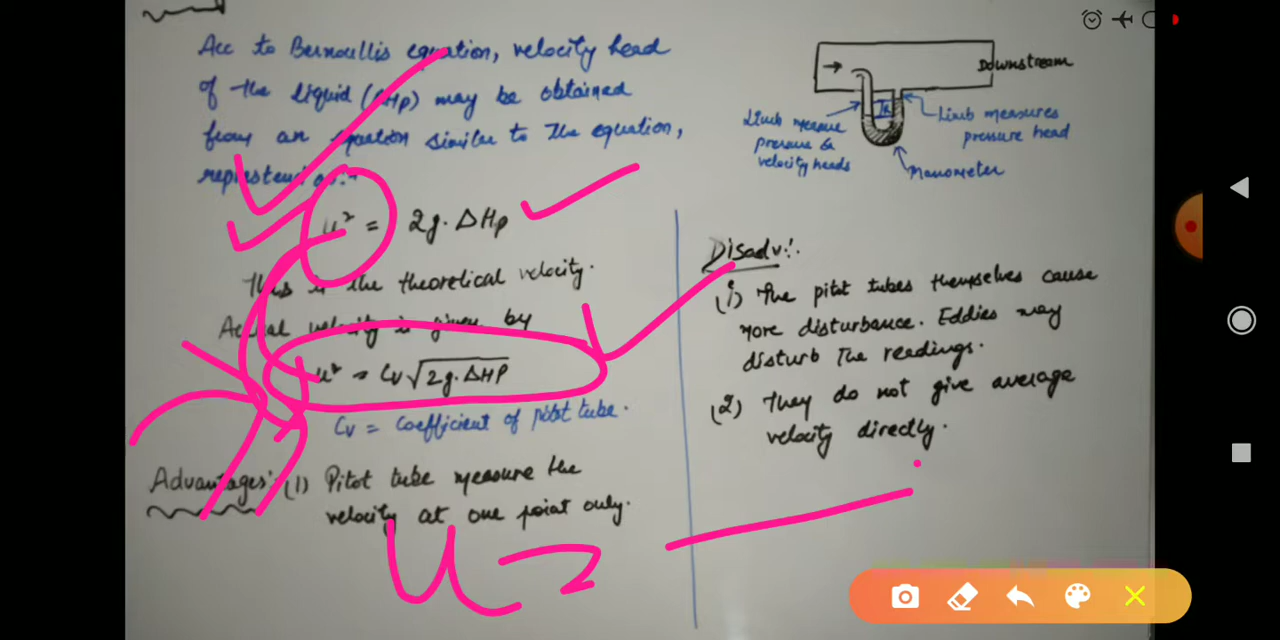 Acc to Bernoullis equation, velocity head
of the liquid (ΔHp) may be obtained
from an equation similar to the equation,
u² = 2g. ΔHp
This is the theoretical velocity.
Actual velocity is given by
u² = Cv √2g. ΔHP
Cv = coefficient of pitot tube.
Advantages: (1) Pitot tube measure the
velocity at one point only.
U =
Downstream
Limb measure
pressure &
velocity heads
Limb measures
pressure head
Manometer
Disadv:.
(1) The pitot tubes themselves cause
more disturbance. Eddies may
disturb the readings.
(2) They do not give average
velocity directly.